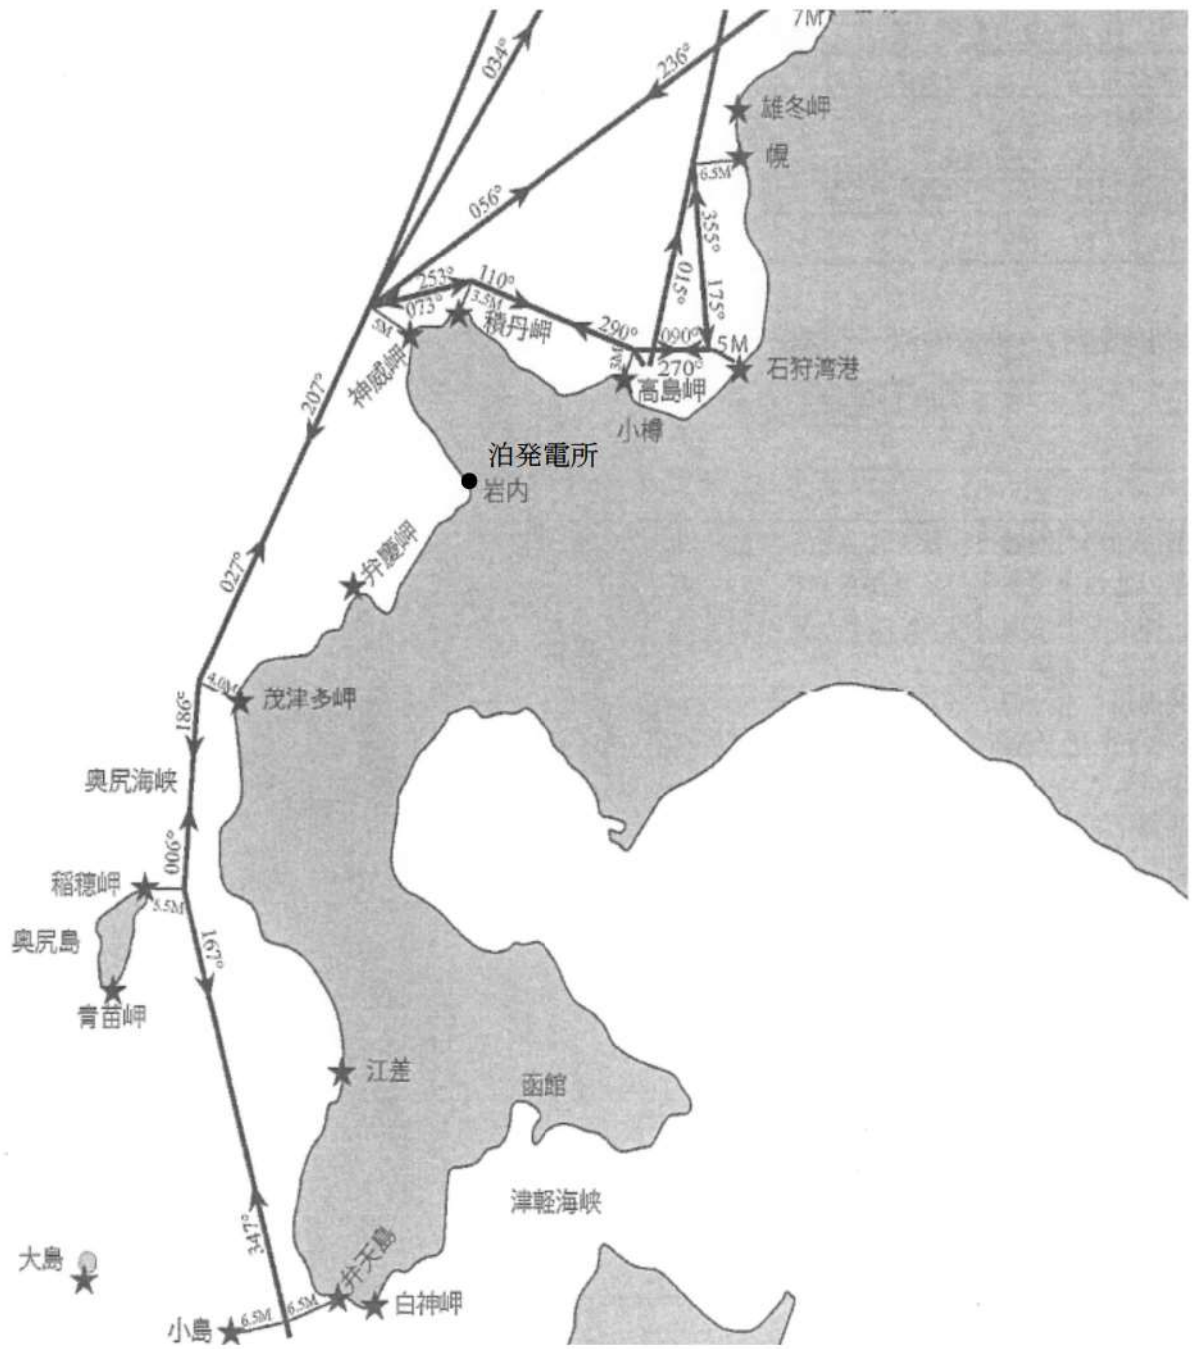 7M
034°
236°
雄冬岬
幌
6.5M
056°
355°
015°
175°
253°
110°
073°
3.5M
積丹岬
5M
神威岬
290°
090°
5M
3M
270°
石狩湾港
高島岬
小樽
207°
泊発電所
岩内
027°
弁慶岬
4.0M
茂津多岬
186°
奥尻海峡
006°
稲穂岬
5.5M
奥尻島
167°
青苗岬
江差
函館
津軽海峡
347°
大島
弁天島
6.5M
6.5M
小島
白神岬